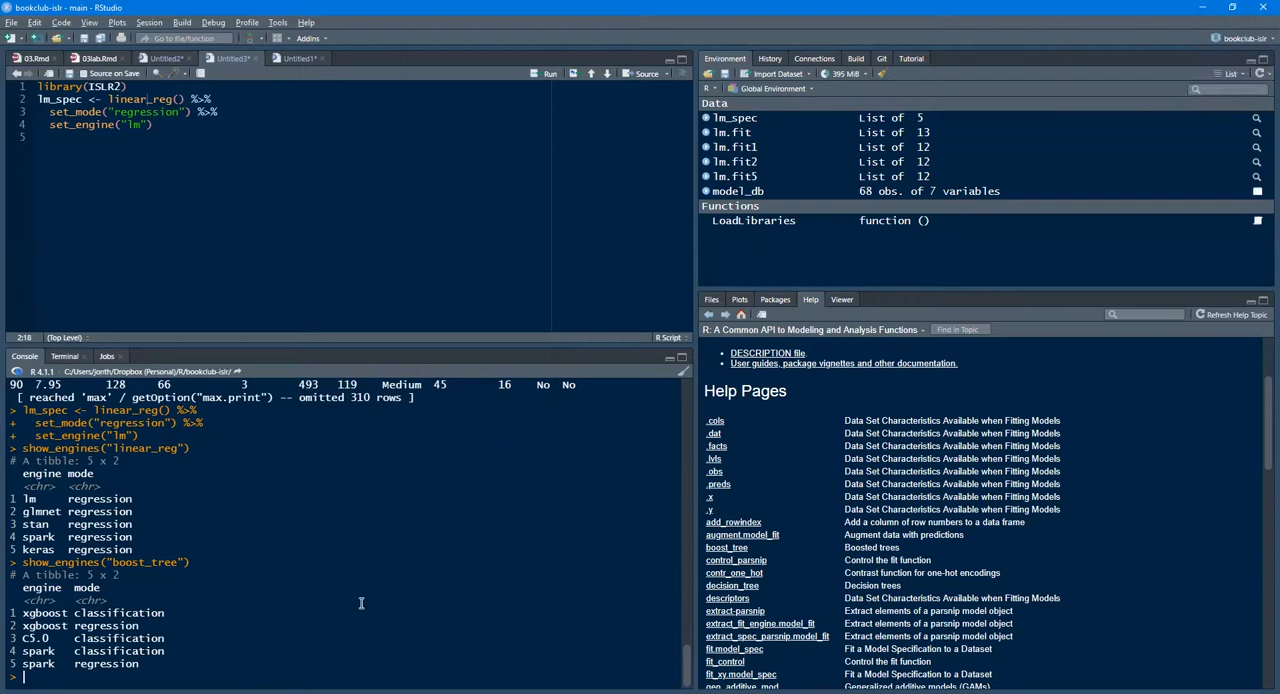 bookclub-islr - main - RStudio
File Edit Code View Plots Session Build Debug Profile Tools Help
Go to file/function Addins bookclub-islr
03.Rmd 03lab.Rmd Untitled2* Untitled3* Untitled1*
Source on Save Run Source
1 library(ISLR2)
2 lm_spec <- linear_reg() %>%
3 set_mode("regression") %>%
4 set_engine("lm")
5
2:18 (Top Level) R Script
Console Terminal Jobs
R 4.1.1 · C:/Users/jonth/Dropbox (Personal)/R/bookclub-islr/
90 7.95 128 66 3 493 119 Medium 45 16 No No
[ reached 'max' / getOption("max.print") -- omitted 310 rows ]
> lm_spec <- linear_reg() %>%
+ set_mode("regression") %>%
+ set_engine("lm")
> show_engines("linear_reg")
# A tibble: 5 x 2
engine mode
<chr> <chr>
1 lm regression
2 glmnet regression
3 stan regression
4 spark regression
5 keras regression
> show_engines("boost_tree")
# A tibble: 5 x 2
engine mode
<chr> <chr>
1 xgboost classification
2 xgboost regression
3 C5.0 classification
4 spark classification
5 spark regression
>
Environment History Connections Build Git Tutorial
Import Dataset 395 MiB List
R Global Environment
Data
lm_spec List of 5
lm.fit List of 13
lm.fit1 List of 12
lm.fit2 List of 12
lm.fit5 List of 12
model_db 68 obs. of 7 variables
Functions
LoadLibraries function ()
Files Plots Packages Help Viewer
Refresh Help Topic
R: A Common API to Modeling and Analysis Functions Find in Topic
DESCRIPTION file.
User guides, package vignettes and other documentation.
Help Pages
.cols Data Set Characteristics Available when Fitting Models
.dat Data Set Characteristics Available when Fitting Models
.facts Data Set Characteristics Available when Fitting Models
.lvls Data Set Characteristics Available when Fitting Models
.obs Data Set Characteristics Available when Fitting Models
.preds Data Set Characteristics Available when Fitting Models
.x Data Set Characteristics Available when Fitting Models
.y Data Set Characteristics Available when Fitting Models
add_rowindex Add a column of row numbers to a data frame
augment.model_fit Augment data with predictions
boost_tree Boosted trees
control_parsnip Control the fit function
contr_one_hot Contrast function for one-hot encodings
decision_tree Decision trees
descriptors Data Set Characteristics Available when Fitting Models
extract-parsnip Extract elements of a parsnip model object
extract_fit_engine.model_fit Extract elements of a parsnip model object
extract_spec_parsnip.model_fit Extract elements of a parsnip model object
fit.model_spec Fit a Model Specification to a Dataset
fit_control Control the fit function
fit_xy.model_spec Fit a Model Specification to a Dataset
gen_additive_mod Generalized additive models (GAMs)